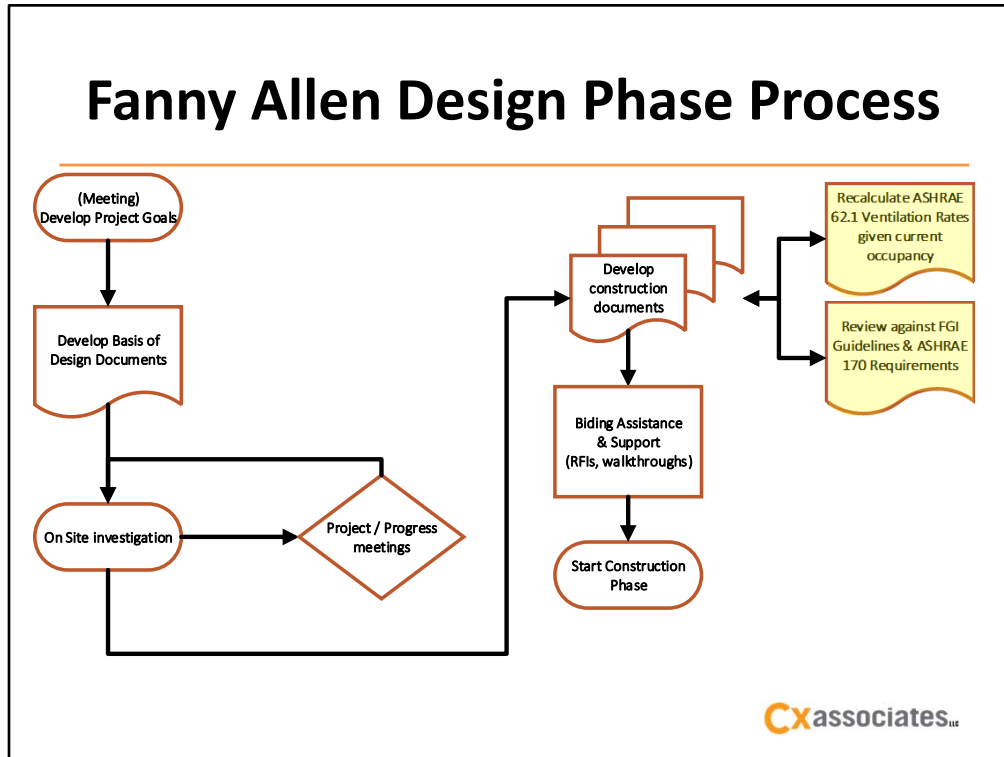 Fanny Allen Design Phase Process
(Meeting)
Develop Project Goals
Develop Basis of
Design Documents
On Site investigation
Project / Progress
meetings
Develop
construction
documents
Biding Assistance
& Support
(RFIs, walkthroughs)
Start Construction
Phase
Recalculate ASHRAE
62.1 Ventilation Rates
given current
occupancy
Review against FGI
Guidelines & ASHRAE
170 Requirements
Cxassociates LLC